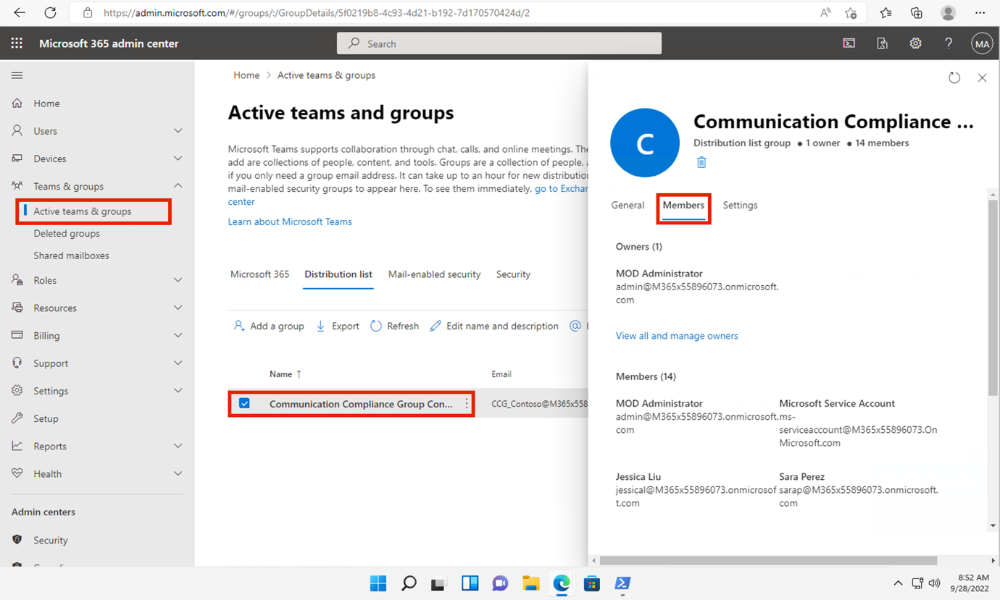 https://admin.microsoft.com/#/groups/:/GroupDetails/5f0219b8-4c93-4d21-b192-7d170570424d/2
Microsoft 365 admin center
Search
MA
Home
Users
Devices
Teams & groups
Active teams & groups
Deleted groups
Shared mailboxes
Roles
Resources
Billing
Support
Settings
Setup
Reports
Health
Admin centers
Security
Home > Active teams & groups
Active teams and groups
Microsoft Teams supports collaboration through chat, calls, and online meetings. The
add are collections of people, content, and tools. Groups are a collection of people, a
if you only need a group email address. It can take up to an hour for new distributio
mail-enabled security groups to appear here. To see them immediately, go to Exchar
center
Learn about Microsoft Teams
Microsoft 365 Distribution list Mail-enabled security Security
Add a group Export Refresh Edit name and description
Name ↑ Email
Communication Compliance Group Con... CCG_Contoso@M365x558
C
Communication Compliance ...
Distribution list group ● 1 owner ● 14 members
General Members Settings
Owners (1)
MOD Administrator
admin@M365x55896073.onmicrosoft.
com
View all and manage owners
Members (14)
MOD Administrator
admin@M365x55896073.onmicrosoft.
com
Microsoft Service Account
ms-
serviceaccount@M365x55896073.On
Microsoft.com
Jessica Liu
jessical@M365x55896073.onmicrosof
t.com
Sara Perez
sarap@M365x55896073.onmicrosoft.
com
8:52 AM
9/28/2022